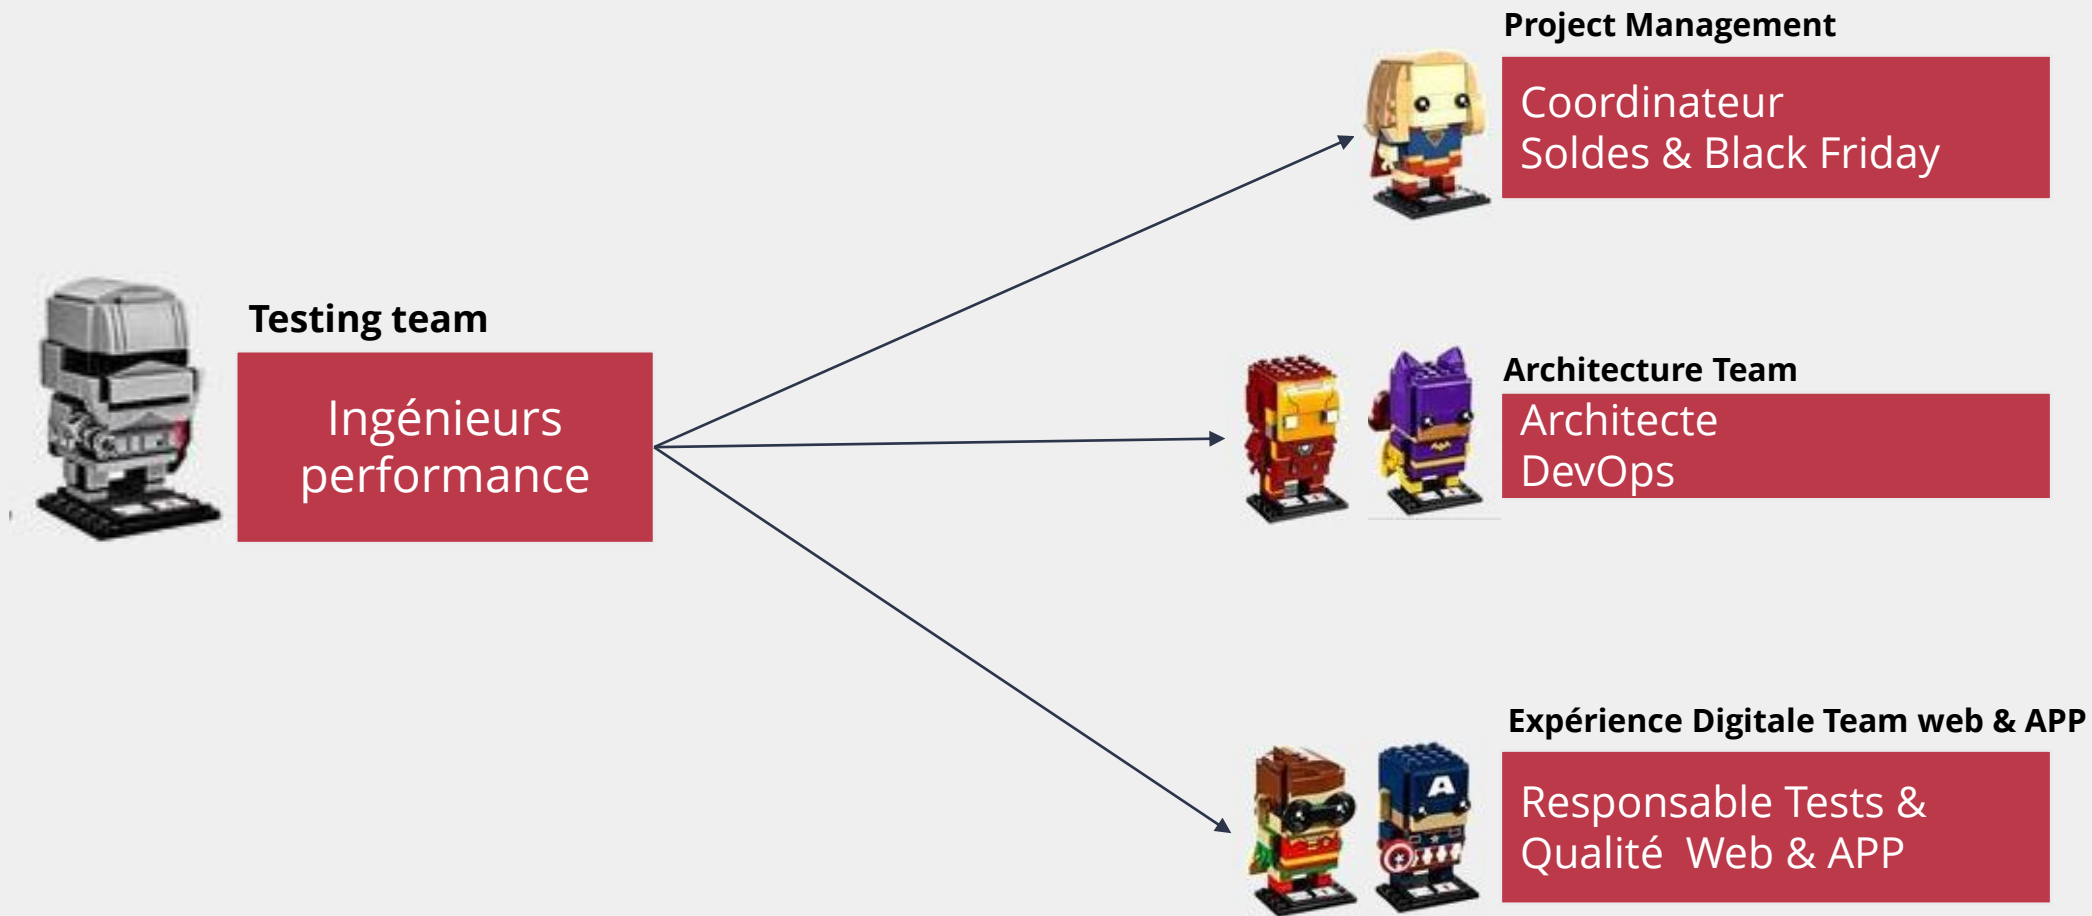 Project Management
Coordinateur
Soldes & Black Friday
Testing team
Ingénieurs
performance
Architecture Team
Architecte
DevOps
Expérience Digitale Team web & APP
Responsable Tests &
Qualité  Web & APP
A